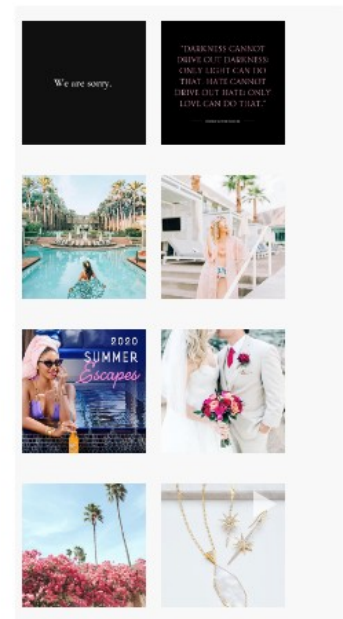 We are sorry.
"DARKNESS CANNOT
DRIVE OUT DARKNESS;
ONLY LIGHT CAN DO
THAT. HATE CANNOT
DRIVE OUT HATE; ONLY
LOVE CAN DO THAT."
2020
SUMMER
Escapes